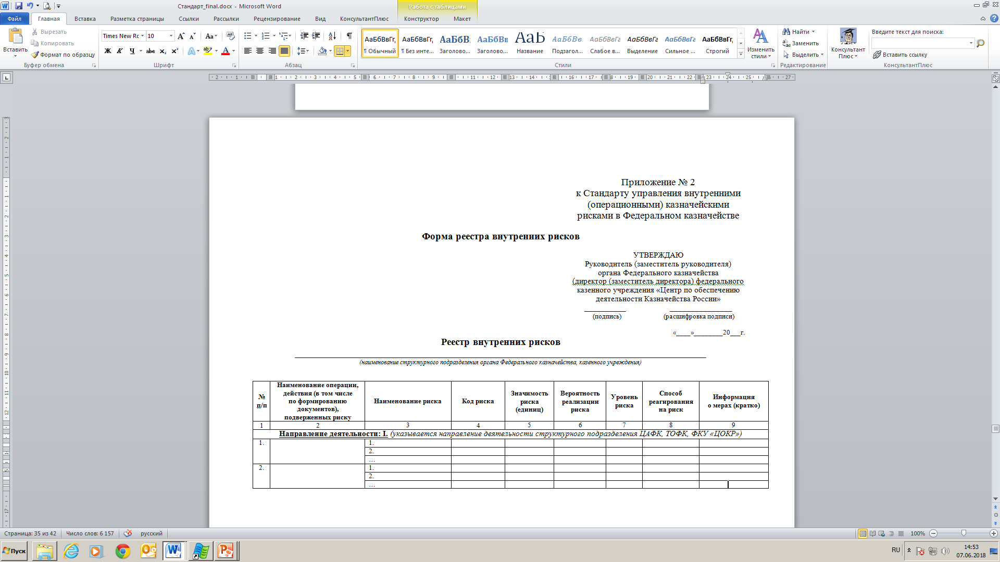 Стандарт_final.docx - Microsoft Word
Работа с таблицами
Файл
Главная
Вставка
Разметка страницы
Ссылки
Рассылки
Рецензирование
Вид
КонсультантПлюс
Конструктор
Макет
Вставить
Вырезать
Копировать
Формат по образцу
Буфер обмена
Times New Rc
10
Шрифт
Абзац
АаБбВвГг,
¶ Обычный
АаБбВвГг,
¶ Без инте...
АаБбВ
Заголово...
АаБбВв
Заголово...
АаБ
Название
АаБбВв.
Подзагол...
АаБбВвГг
Слабое в...
АаБбВвГг
Выделение
АаБбВвГг
Сильное ...
АаБбВвГг,
Строгий
Изменить
стили
Стили
Найти
Заменить
Выделить
Редактирование
Консультант
Плюс
Введите текст для поиска:
Вставить ссылку
КонсультантПлюс
Приложение № 2
к Стандарту управления внутренними
(операционными) казначейскими
рисками в Федеральном казначействе
Форма реестра внутренних рисков
УТВЕРЖДАЮ
Руководитель (заместитель руководителя)
органа Федерального казначейства
(директор (заместитель директора) федерального
казенного учреждения «Центр по обеспечению
деятельности Казначейства России»
(подпись) (расшифровка подписи)
«____»________20___г.
Реестр внутренних рисков
(наименование структурного подразделения органа Федерального казначейства, казенного учреждения)
№
п/п
Наименование операции,
действия (в том числе
по формированию
документов),
подверженных риску
Наименование риска
Код риска
Значимость
риска
(единиц)
Вероятность
реализации
риска
Уровень
риска
Способ
реагирования
на риск
Информация
о мерах (кратко)
1 2 3 4 5 6 7 8 9
Направление деятельности: I. (указывается направление деятельности структурного подразделения ЦАФК, ТОФК, ФКУ «ЦОКР»)
1. 1.
2.
...
2. 1.
2.
...
Страница: 35 из 42
Число слов: 6 157
русский
100%
Пуск
RU
14:53
07.06.2018